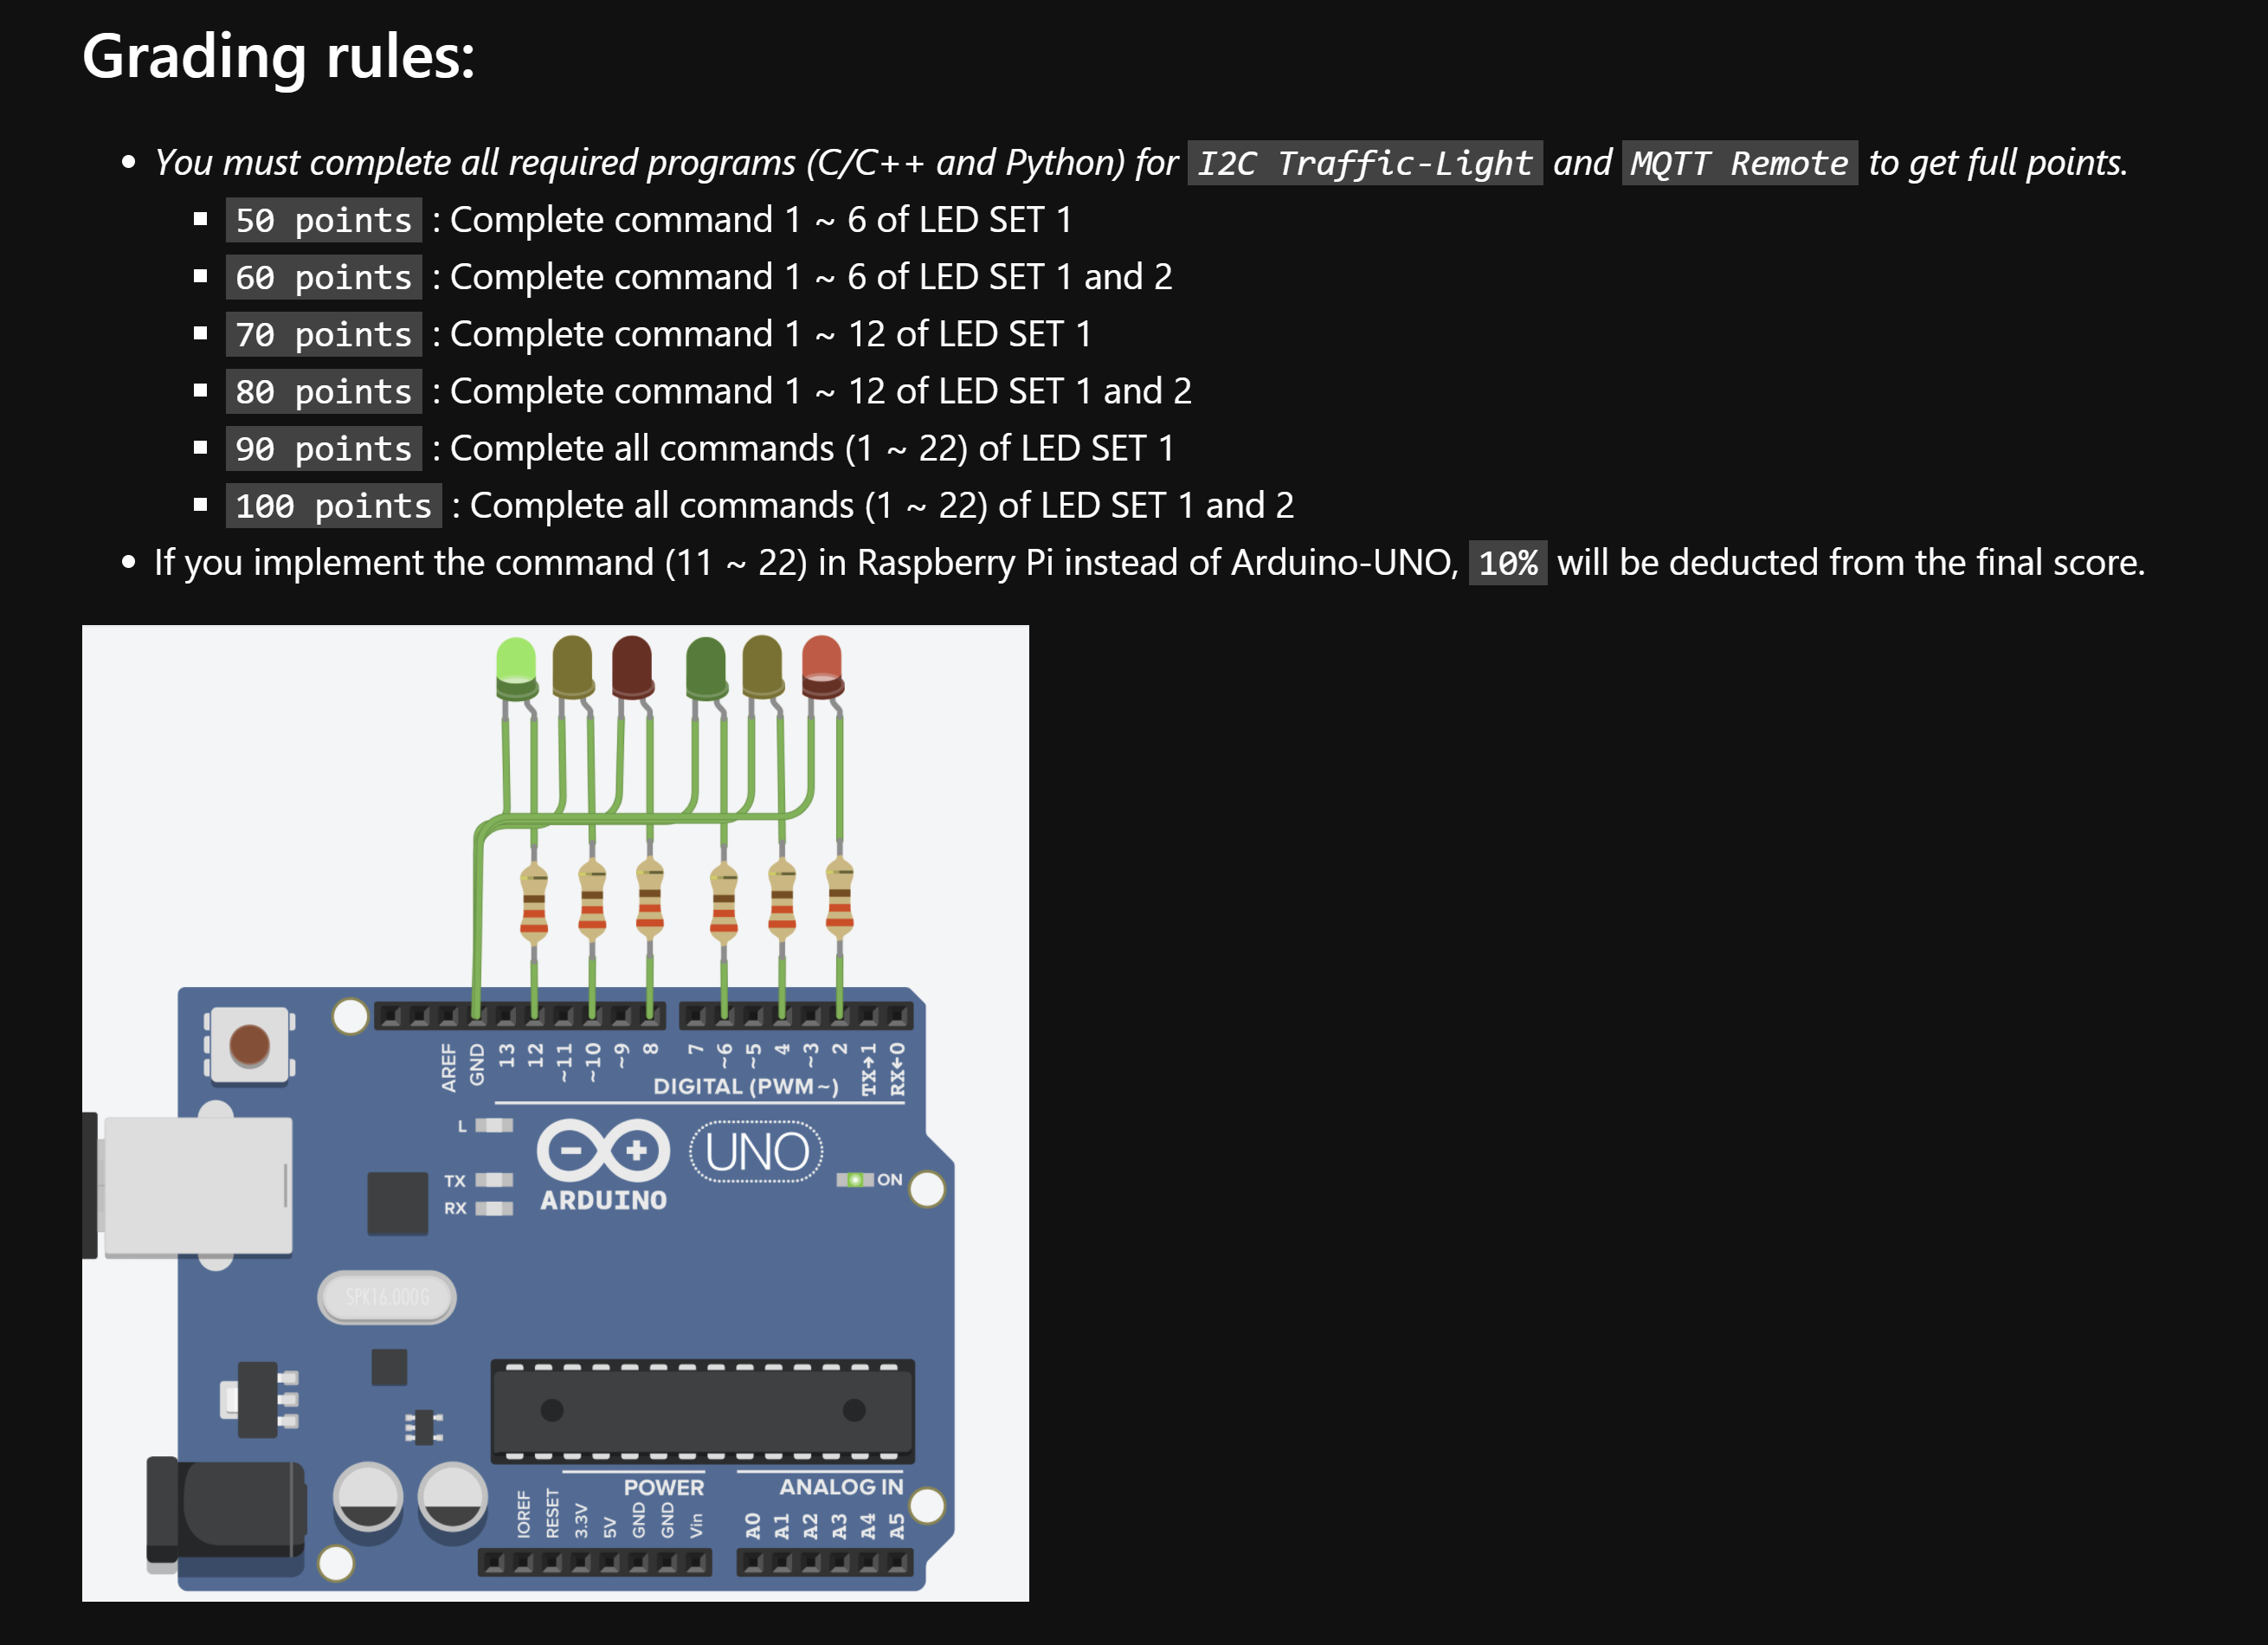 Grading rules:
You must complete all required programs (C/C++ and Python) for I2C Traffic-Light and MQTT Remote to get full points.
50 points : Complete command 1 ~ 6 of LED SET 1
60 points : Complete command 1 ~ 6 of LED SET 1 and 2
70 points : Complete command 1 ~ 12 of LED SET 1
80 points : Complete command 1 ~ 12 of LED SET 1 and 2
90 points : Complete all commands (1 ~ 22) of LED SET 1
100 points : Complete all commands (1 ~ 22) of LED SET 1 and 2
If you implement the command (11 ~ 22) in Raspberry Pi instead of Arduino-UNO, 10% will be deducted from the final score.
AREF GND 13 12 ~11 ~10 ~9 8 7 ~6 ~5 4 ~3 2 TX→1 RX←0
DIGITAL (PWM~)
L
UNO
TX
ON
RX
ARDUINO
SPK16.000G
POWER
ANALOG IN
IOREF RESET 3.3V 5V GND GND Vin A0 A1 A2 A3 A4 A5